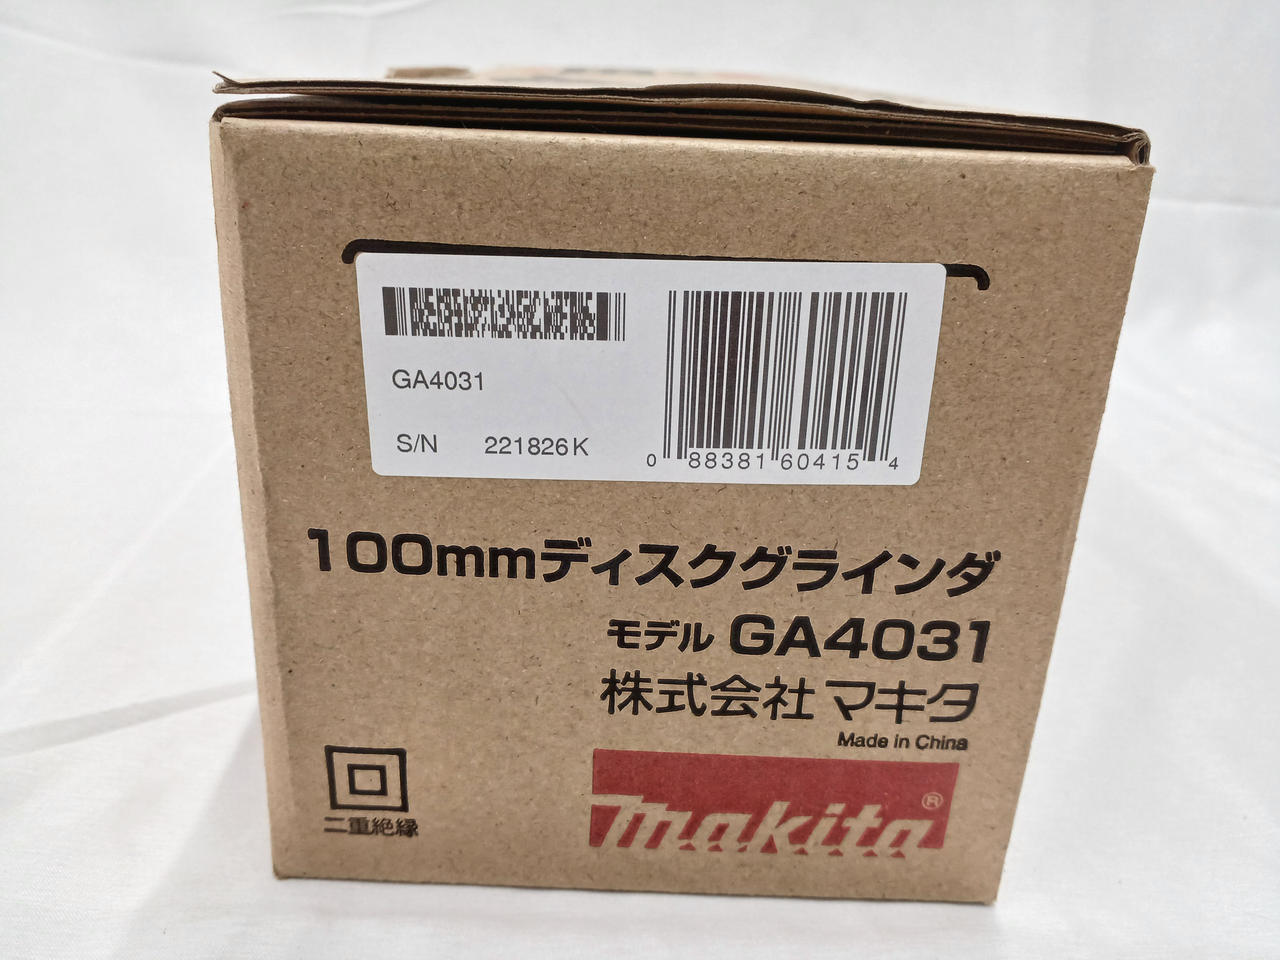 GA4031
S/N 221826K
0 88381 60415 4
100mmディスクグラインダ
モデル GA4031
株式会社 マキタ
Made in China
二重絶縁
makita®